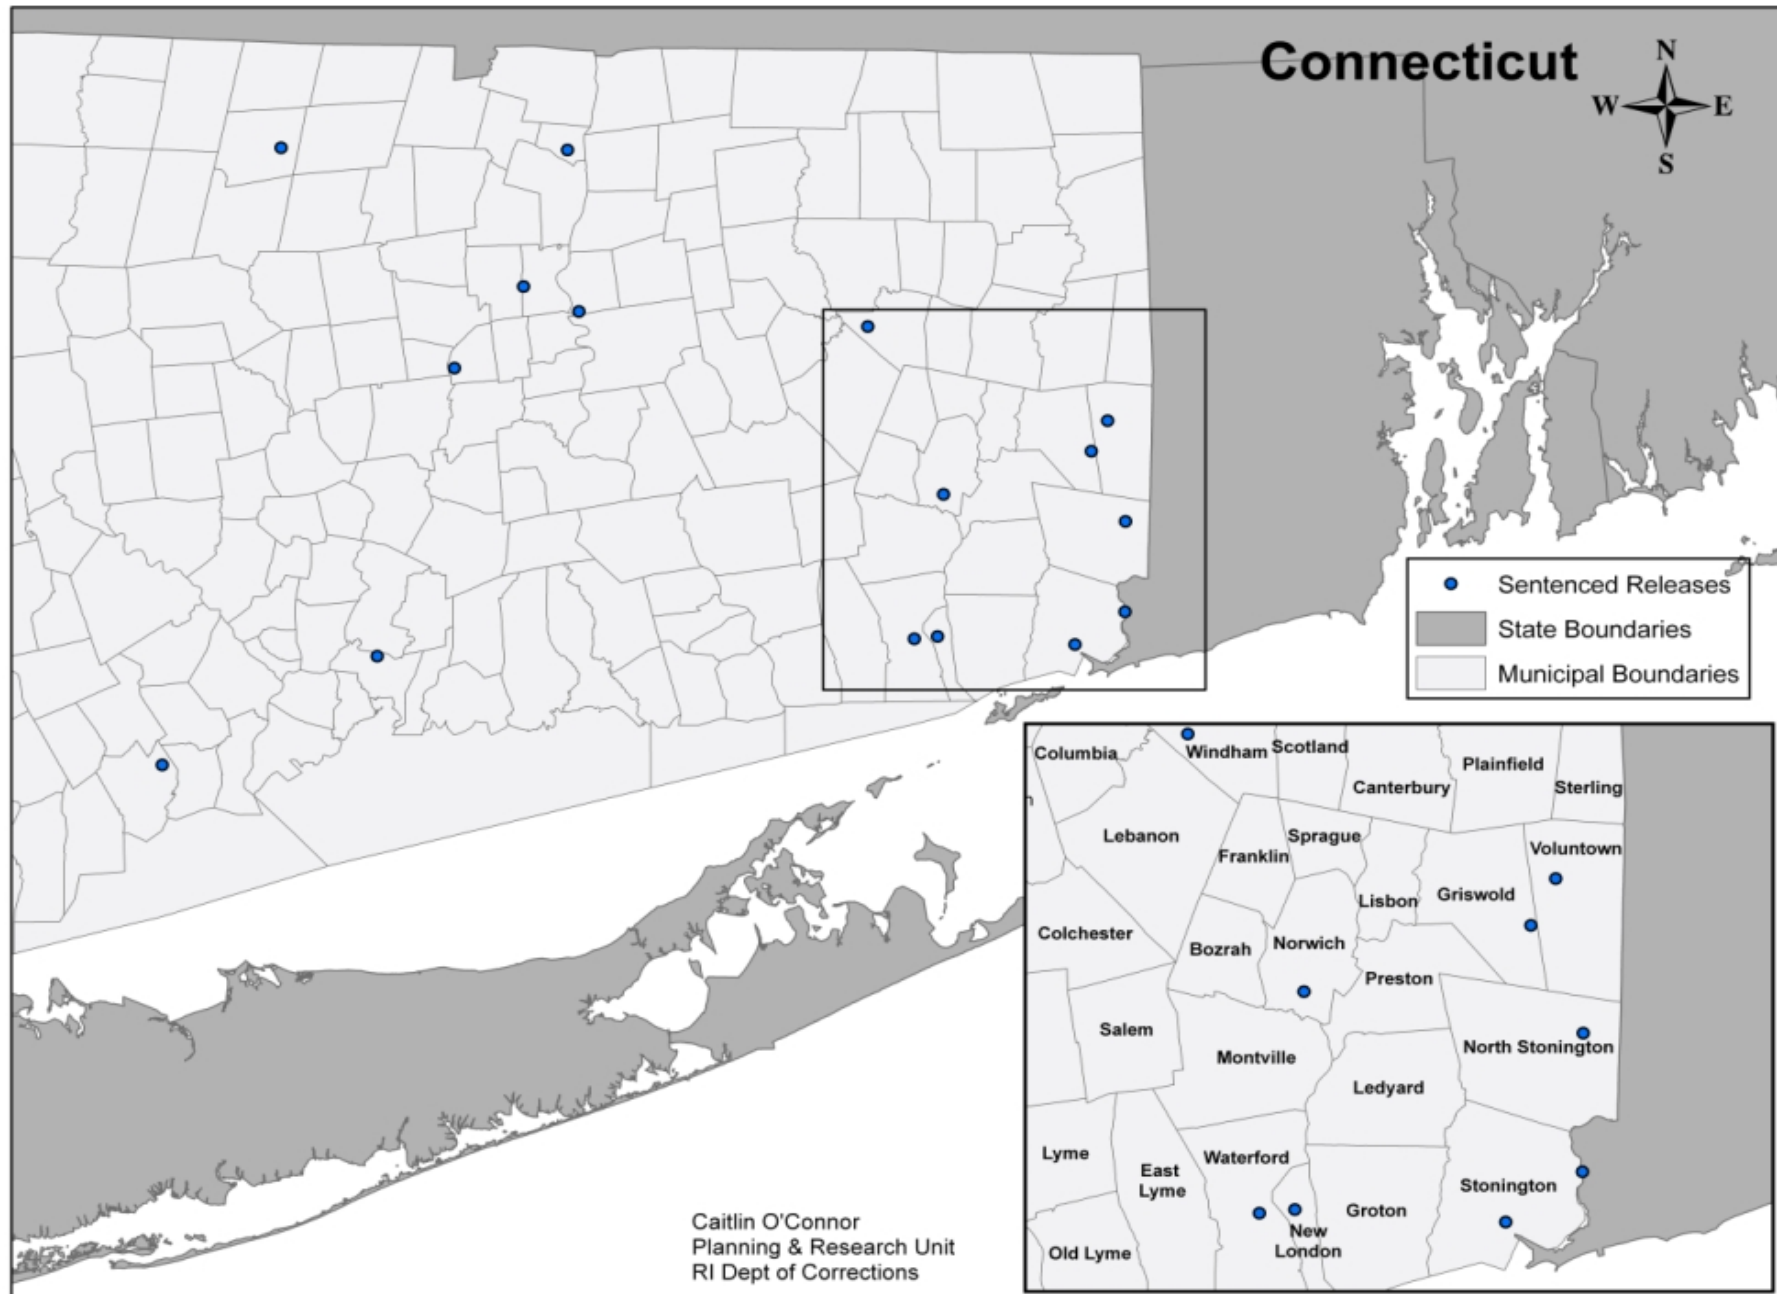 Connecticut
N
W
E
S
Sentenced Releases
State Boundaries
Municipal Boundaries
Columbia
Windham
Scotland
Canterbury
Plainfield
Sterling
Lebanon
Franklin
Sprague
Voluntown
Lisbon
Griswold
Colchester
Bozrah
Norwich
Preston
Salem
Montville
North Stonington
Ledyard
Lyme
East
Lyme
Waterford
Stonington
Groton
New
London
Old Lyme
Caitlin O'Connor
Planning & Research Unit
RI Dept of Corrections